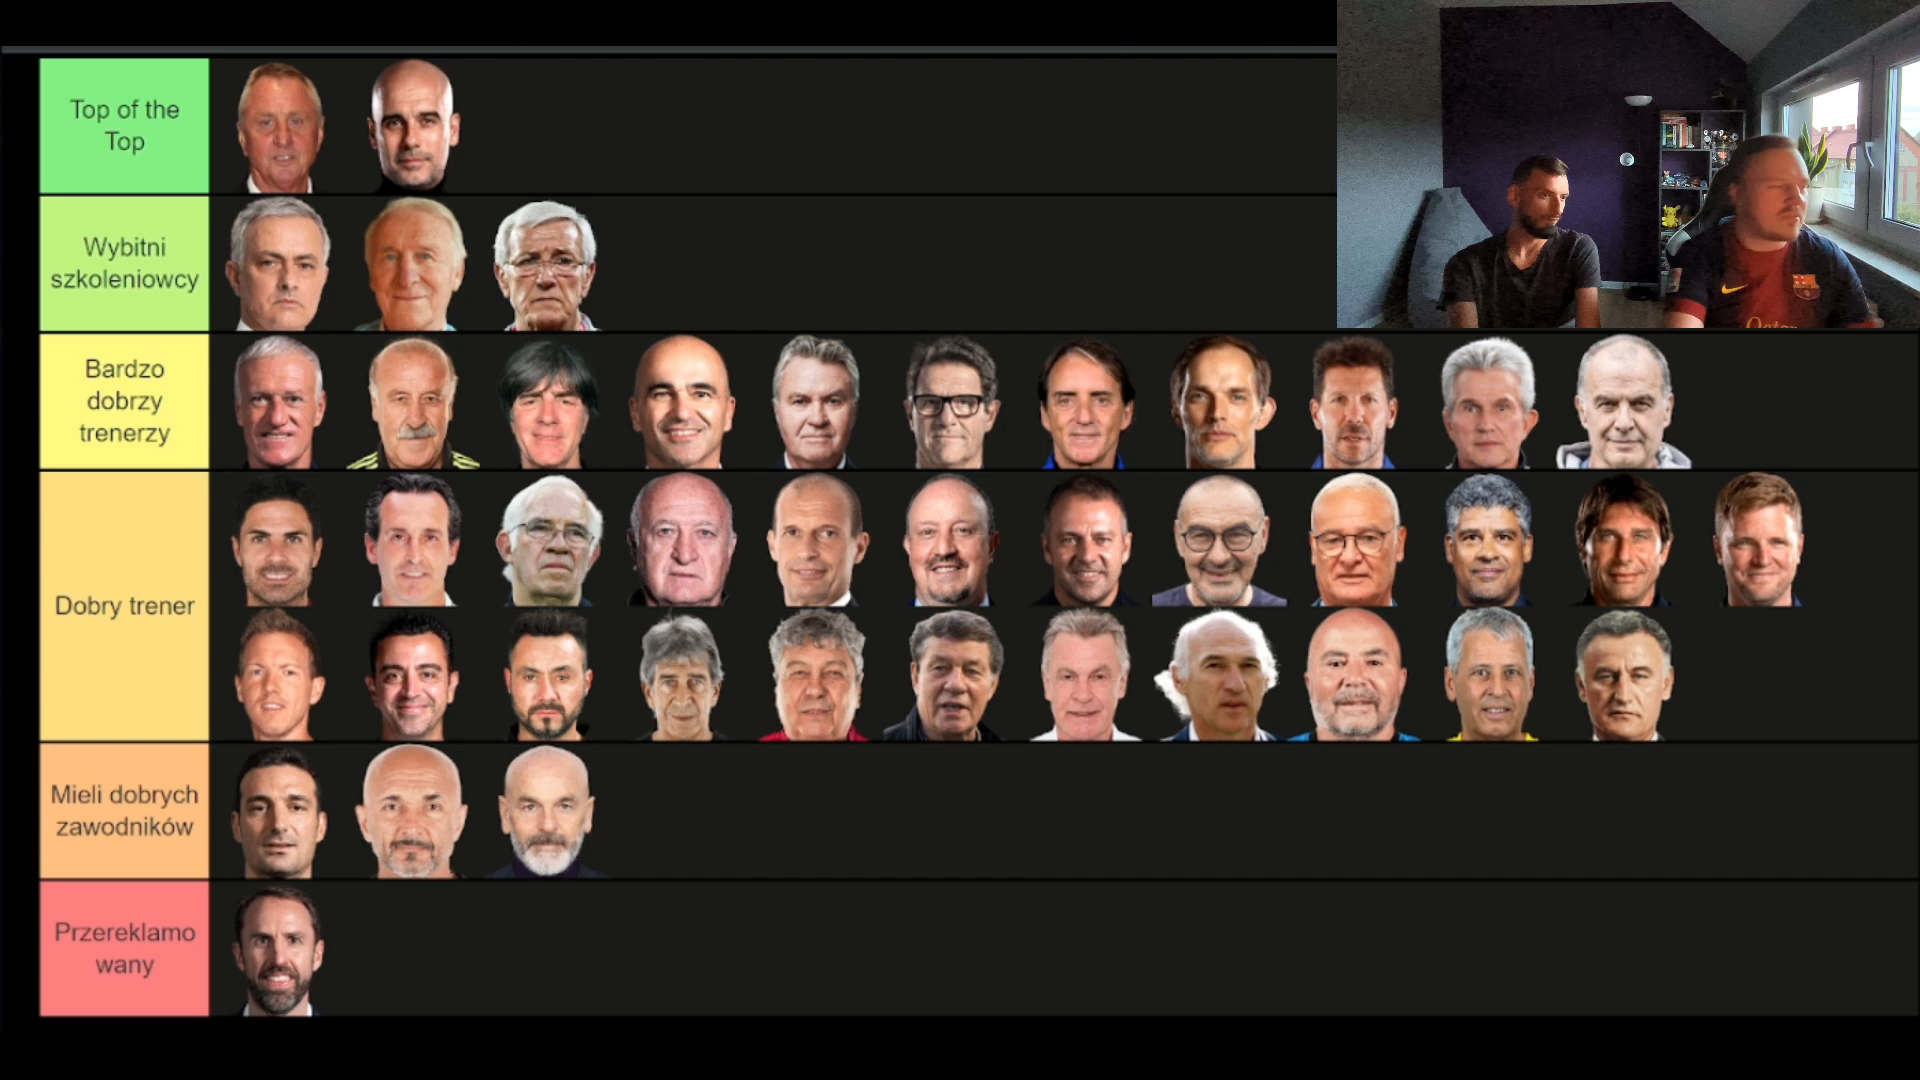 Top of the
Top
Wybitni
szkoleniowcy
Bardzo
dobrzy
trenerzy
Dobry trener
Mieli dobrych
zawodników
Przereklamo
wany